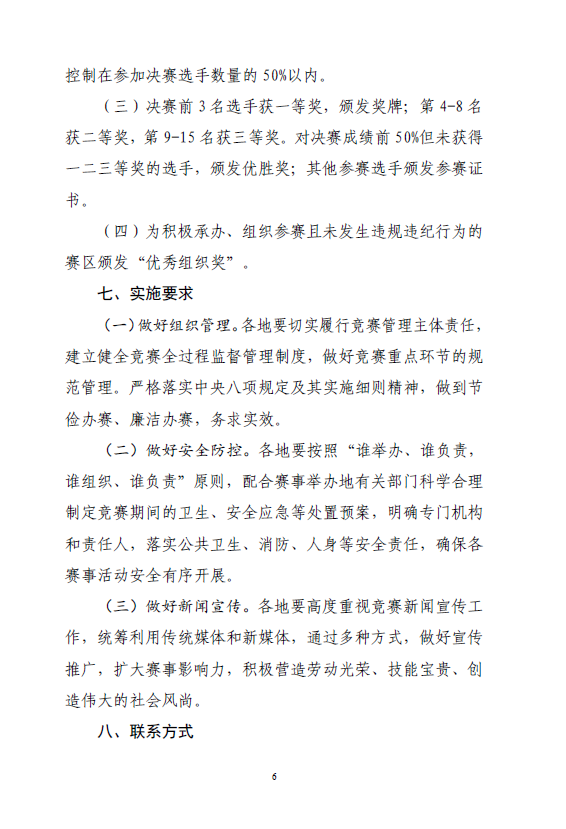 控制在参加决赛选手数量的 50%以内。
（三）决赛前 3 名选手获一等奖，颁发奖牌；第 4-8 名
获二等奖，第 9-15 名获三等奖。对决赛成绩前 50%但未获得
一二三等奖的选手，颁发优胜奖；其他参赛选手颁发参赛证
书。
（四）为积极承办、组织参赛且未发生违规违纪行为的
赛区颁发“优秀组织奖”。
七、实施要求
（一）做好组织管理。各地要切实履行竞赛管理主体责任，
建立健全竞赛全过程监督管理制度，做好竞赛重点环节的规
范管理。严格落实中央八项规定及其实施细则精神，做到节
俭办赛、廉洁办赛，务求实效。
（二）做好安全防控。各地要按照“谁举办、谁负责，
谁组织、谁负责”原则，配合赛事举办地有关部门科学合理
制定竞赛期间的卫生、安全应急等处置预案，明确专门机构
和责任人，落实公共卫生、消防、人身等安全责任，确保各
赛事活动安全有序开展。
（三）做好新闻宣传。各地要高度重视竞赛新闻宣传工
作，统筹利用传统媒体和新媒体，通过多种方式，做好宣传
推广，扩大赛事影响力，积极营造劳动光荣、技能宝贵、创
造伟大的社会风尚。
八、联系方式
6